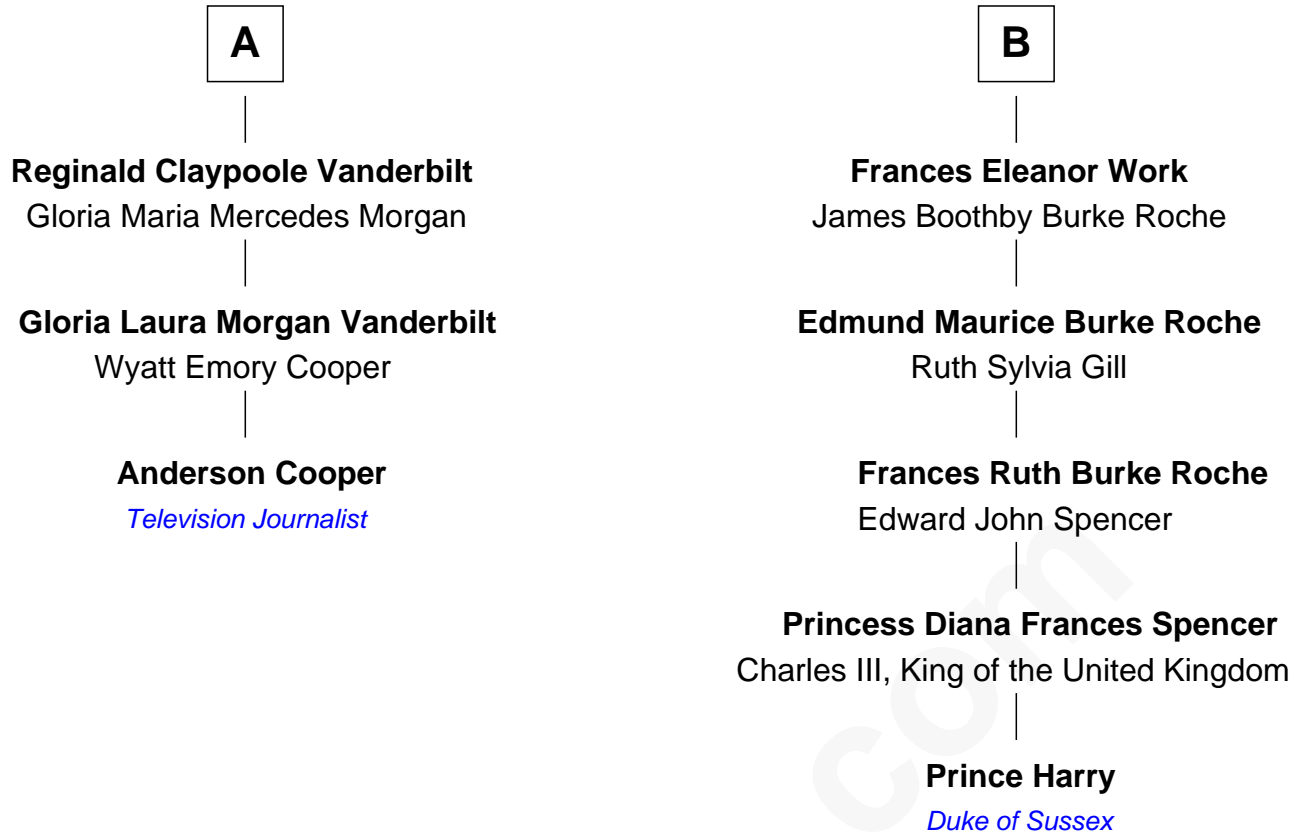 A
Reginald Claypoole Vanderbilt
Gloria Maria Mercedes Morgan
Gloria Laura Morgan Vanderbilt
Wyatt Emory Cooper
Anderson Cooper
Television Journalist
B
Frances Eleanor Work
James Boothby Burke Roche
Edmund Maurice Burke Roche
Ruth Sylvia Gill
Frances Ruth Burke Roche
Edward John Spencer
Princess Diana Frances Spencer
Charles III, King of the United Kingdom
Prince Harry
Duke of Sussex
com